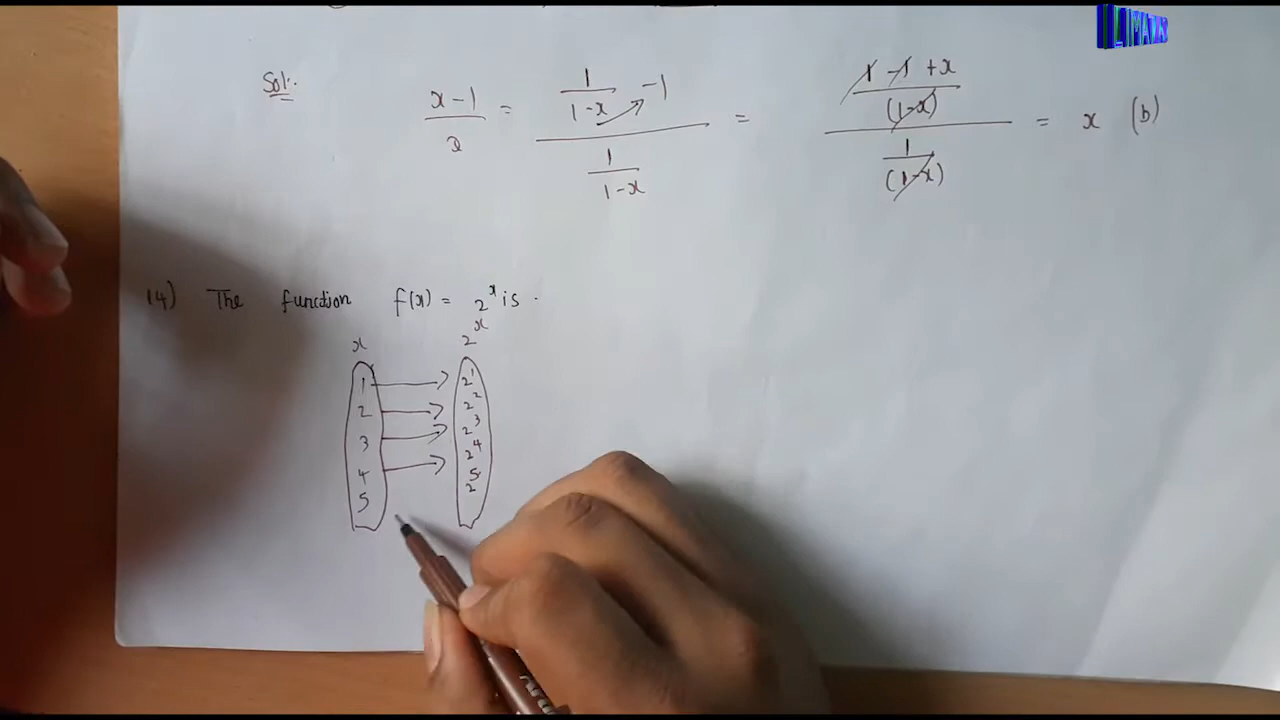 Sol:
x-1/x = (1/(1-x) -1)/(1/(1-x)) = ((1-1+x)/(1-x))/(1/(1-x)) = x (b)
14) The function f(x) = 2^x is .
x 2^x
1 2^1
2 2^2
3 2^3
4 2^4
5 2^5